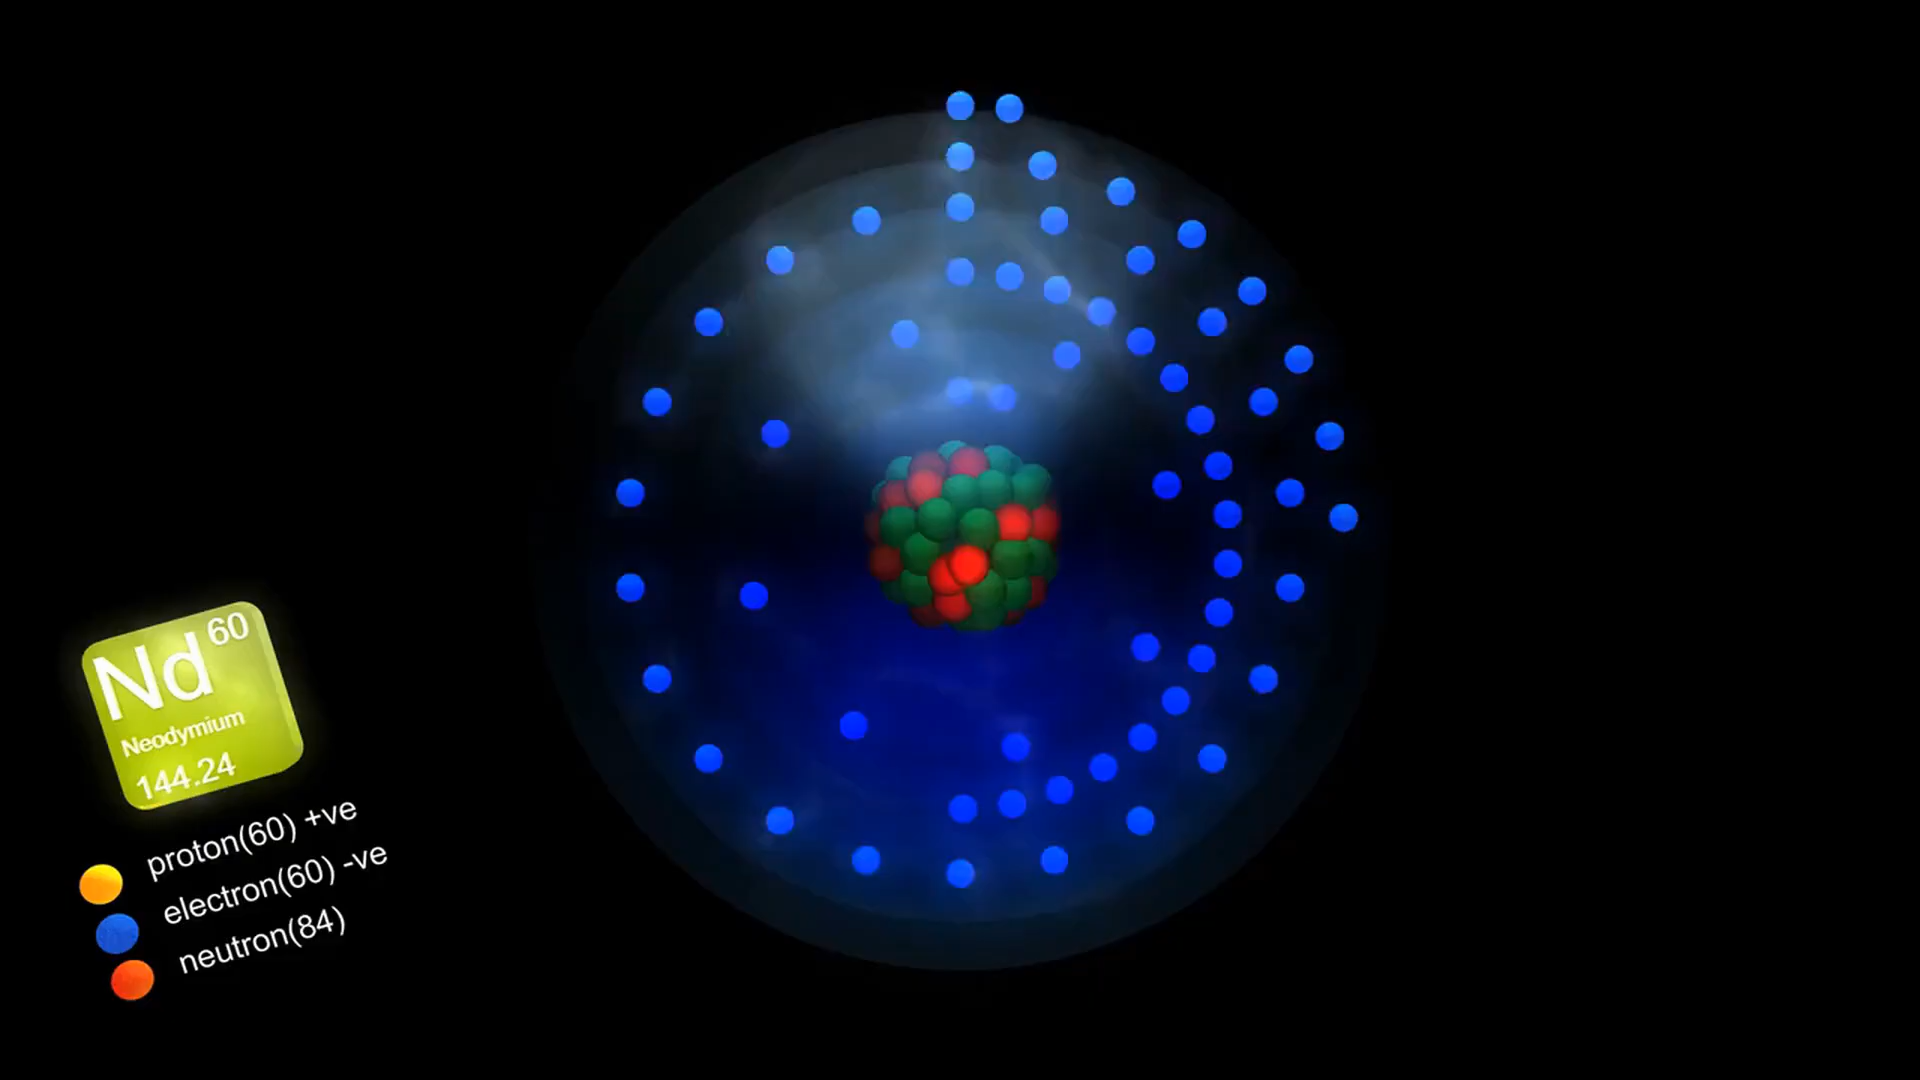 60
Nd
Neodymium
144.24
proton(60) +ve
electron(60) -ve
neutron(84)